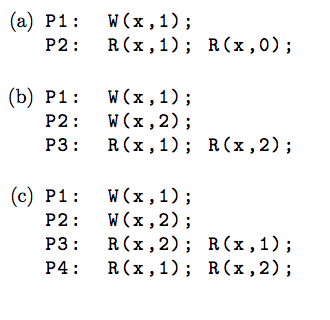 (a) P1: W(x,1);
P2: R(x,1); R(x,0);
(b) P1: W(x,1);
P2: W(x,2);
P3: R(x,1); R(x,2);
(c) P1: W(x,1);
P2: W(x,2);
P3: R(x,2); R(x,1);
P4: R(x,1); R(x,2);